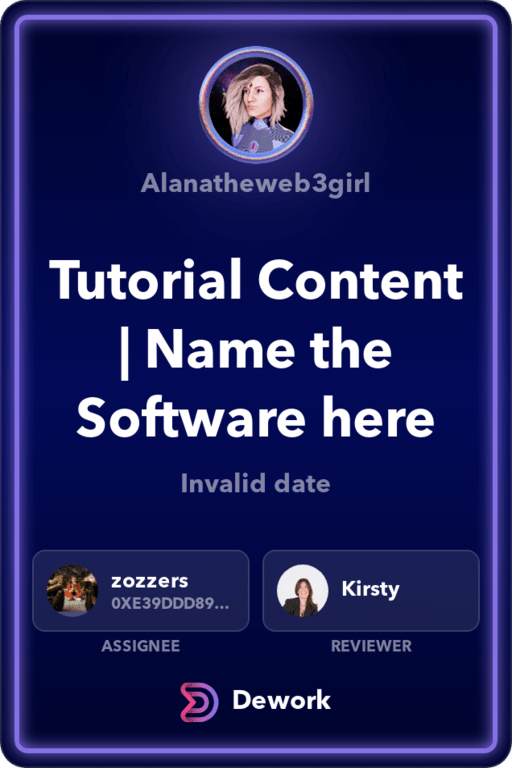 Alanatheweb3girl
Tutorial Content
| Name the
Software here
Invalid date
zozzers
0XE39DDD89...
Kirsty
ASSIGNEE
REVIEWER
Dework